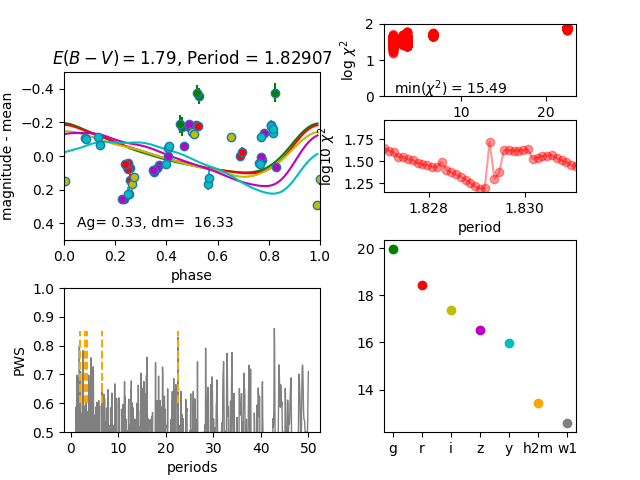 E(B − V) = 1.79, Period = 1.82907
magnitude - mean
−0.4
−0.2
0.0
0.2
0.4
Ag= 0.33, dm=  16.33
0.0 0.2 0.4 0.6 0.8 1.0
phase
log χ²
2
1
0
min(χ²) = 15.49
10 20
log10 χ²
1.75
1.50
1.25
1.828 1.830
period
PWS
1.0
0.9
0.8
0.7
0.6
0.5
0 10 20 30 40 50
periods
20
18
16
14
g r i z y h2m w1